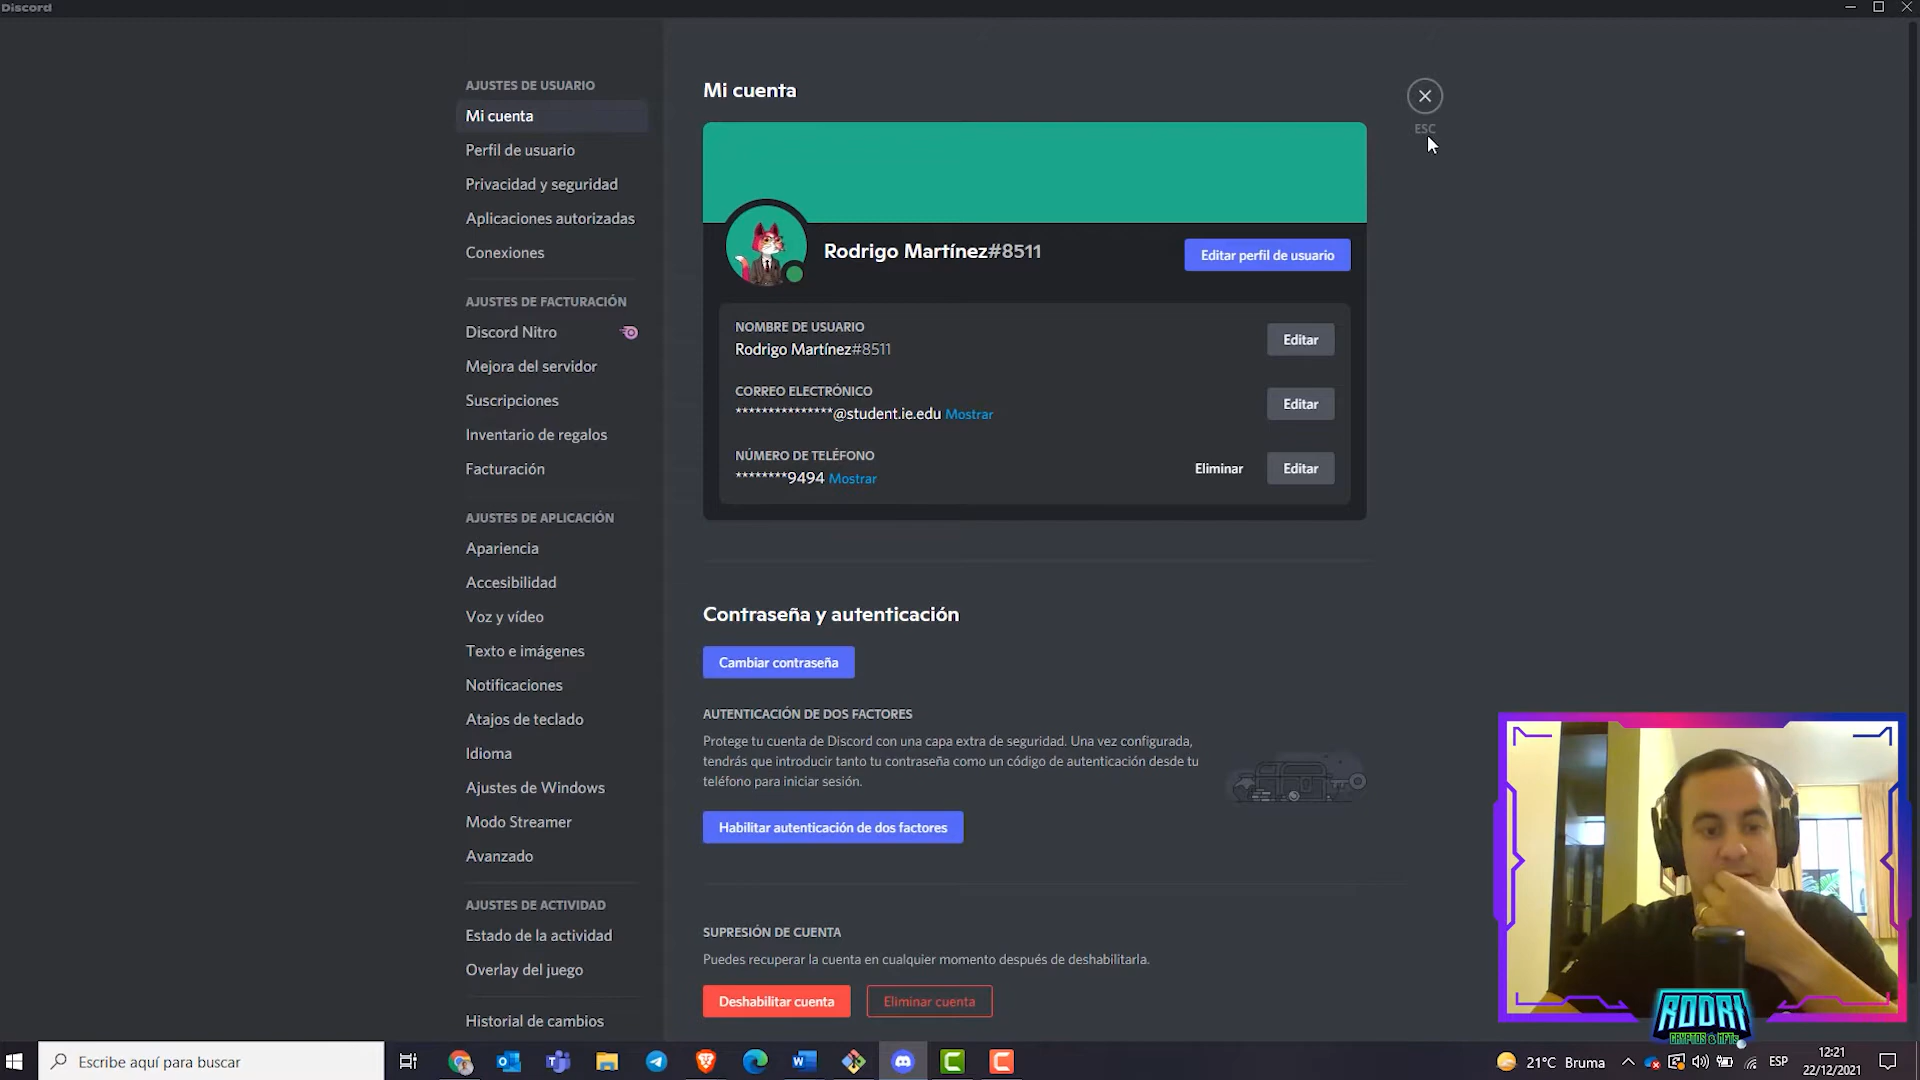 Discord
AJUSTES DE USUARIO
Mi cuenta
Perfil de usuario
Privacidad y seguridad
Aplicaciones autorizadas
Conexiones
AJUSTES DE FACTURACIÓN
Discord Nitro
Mejora del servidor
Suscripciones
Inventario de regalos
Facturación
AJUSTES DE APLICACIÓN
Apariencia
Accesibilidad
Voz y vídeo
Texto e imágenes
Notificaciones
Atajos de teclado
Idioma
Ajustes de Windows
Modo Streamer
Avanzado
AJUSTES DE ACTIVIDAD
Estado de la actividad
Overlay del juego
Historial de cambios
Mi cuenta
ESC
Rodrigo Martínez#8511
Editar perfil de usuario
NOMBRE DE USUARIO
Rodrigo Martínez#8511
Editar
CORREO ELECTRÓNICO
***************@student.ie.edu Mostrar
Editar
NÚMERO DE TELÉFONO
********9494 Mostrar
Eliminar
Editar
Contraseña y autenticación
Cambiar contraseña
AUTENTICACIÓN DE DOS FACTORES
Protege tu cuenta de Discord con una capa extra de seguridad. Una vez configurada,
tendrás que introducir tanto tu contraseña como un código de autenticación desde tu
teléfono para iniciar sesión.
Habilitar autenticación de dos factores
SUPRESIÓN DE CUENTA
Puedes recuperar la cuenta en cualquier momento después de deshabilitarla.
Deshabilitar cuenta
Eliminar cuenta
RODRI
CRYPTOS & NFTs
Escribe aquí para buscar
21°C Bruma
ESP
12:21
22/12/2021